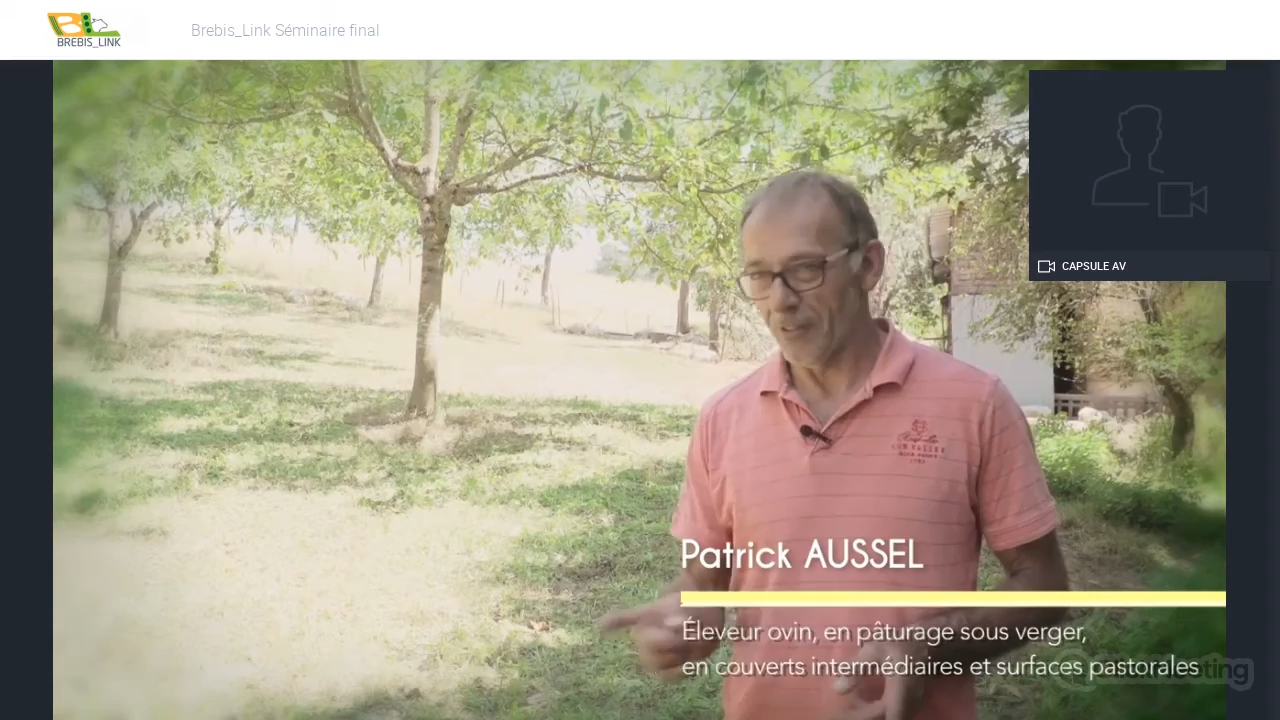 BREBIS_LINK
Brebis_Link Séminaire final
CAPSULE AV
Patrick AUSSEL
Éleveur ovin, en pâturage sous verger,
en couverts intermédiaires et surfaces pastorales